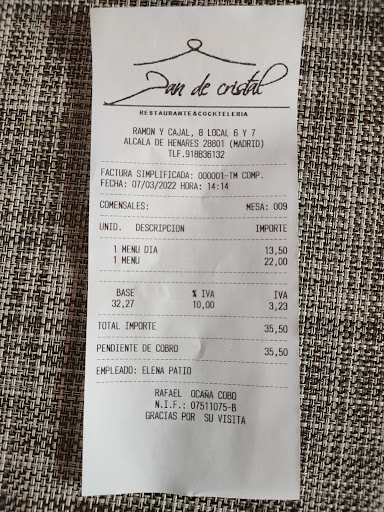 Pan de cristal
RESTAURANTE&COCKTELERIA
RAMON Y CAJAL, 8 LOCAL 6 Y 7
ALCALA DE HENARES 28801 (MADRID)
TLF.918836132
FACTURA SIMPLIFICADA: 000001-TM COMP.
FECHA: 07/03/2022 HORA: 14:14
COMENSALES: MESA: 009
UNID. DESCRIPCION IMPORTE
1 MENU DIA 13,50
1 MENU 22,00
BASE % IVA IVA
32,27 10,00 3,23
TOTAL IMPORTE 35,50
PENDIENTE DE COBRO 35,50
EMPLEADO: ELENA PATIO
RAFAEL OCAÑA COBO
N.I.F.: 07511075-B
GRACIAS POR SU VISITA